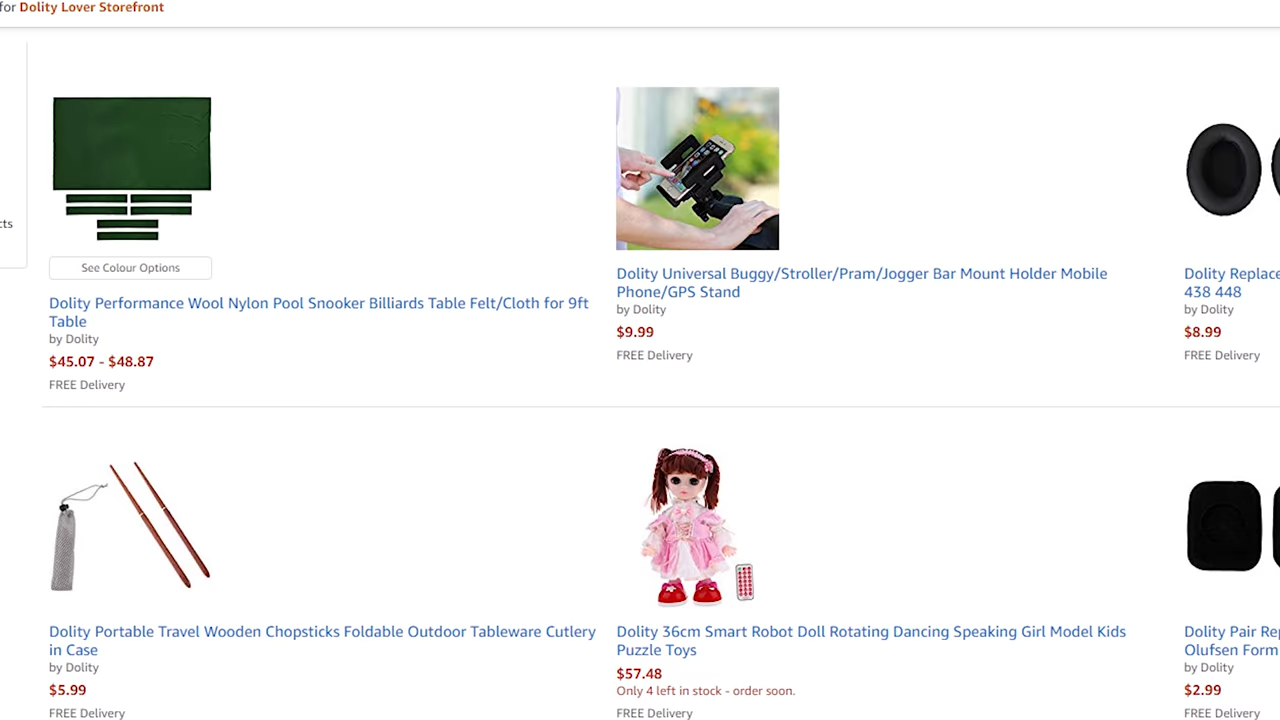 for Dolity Lover Storefront
cts
See Colour Options
Dolity Performance Wool Nylon Pool Snooker Billiards Table Felt/Cloth for 9ft
Table
by Dolity
$45.07 - $48.87
FREE Delivery
Dolity Universal Buggy/Stroller/Pram/Jogger Bar Mount Holder Mobile
Phone/GPS Stand
by Dolity
$9.99
FREE Delivery
Dolity Replace
438 448
by Dolity
$8.99
FREE Delivery
Dolity Portable Travel Wooden Chopsticks Foldable Outdoor Tableware Cutlery
in Case
by Dolity
$5.99
FREE Delivery
Dolity 36cm Smart Robot Doll Rotating Dancing Speaking Girl Model Kids
Puzzle Toys
$57.48
Only 4 left in stock - order soon.
FREE Delivery
Dolity Pair Rep
Olufsen Form
by Dolity
$2.99
FREE Delivery